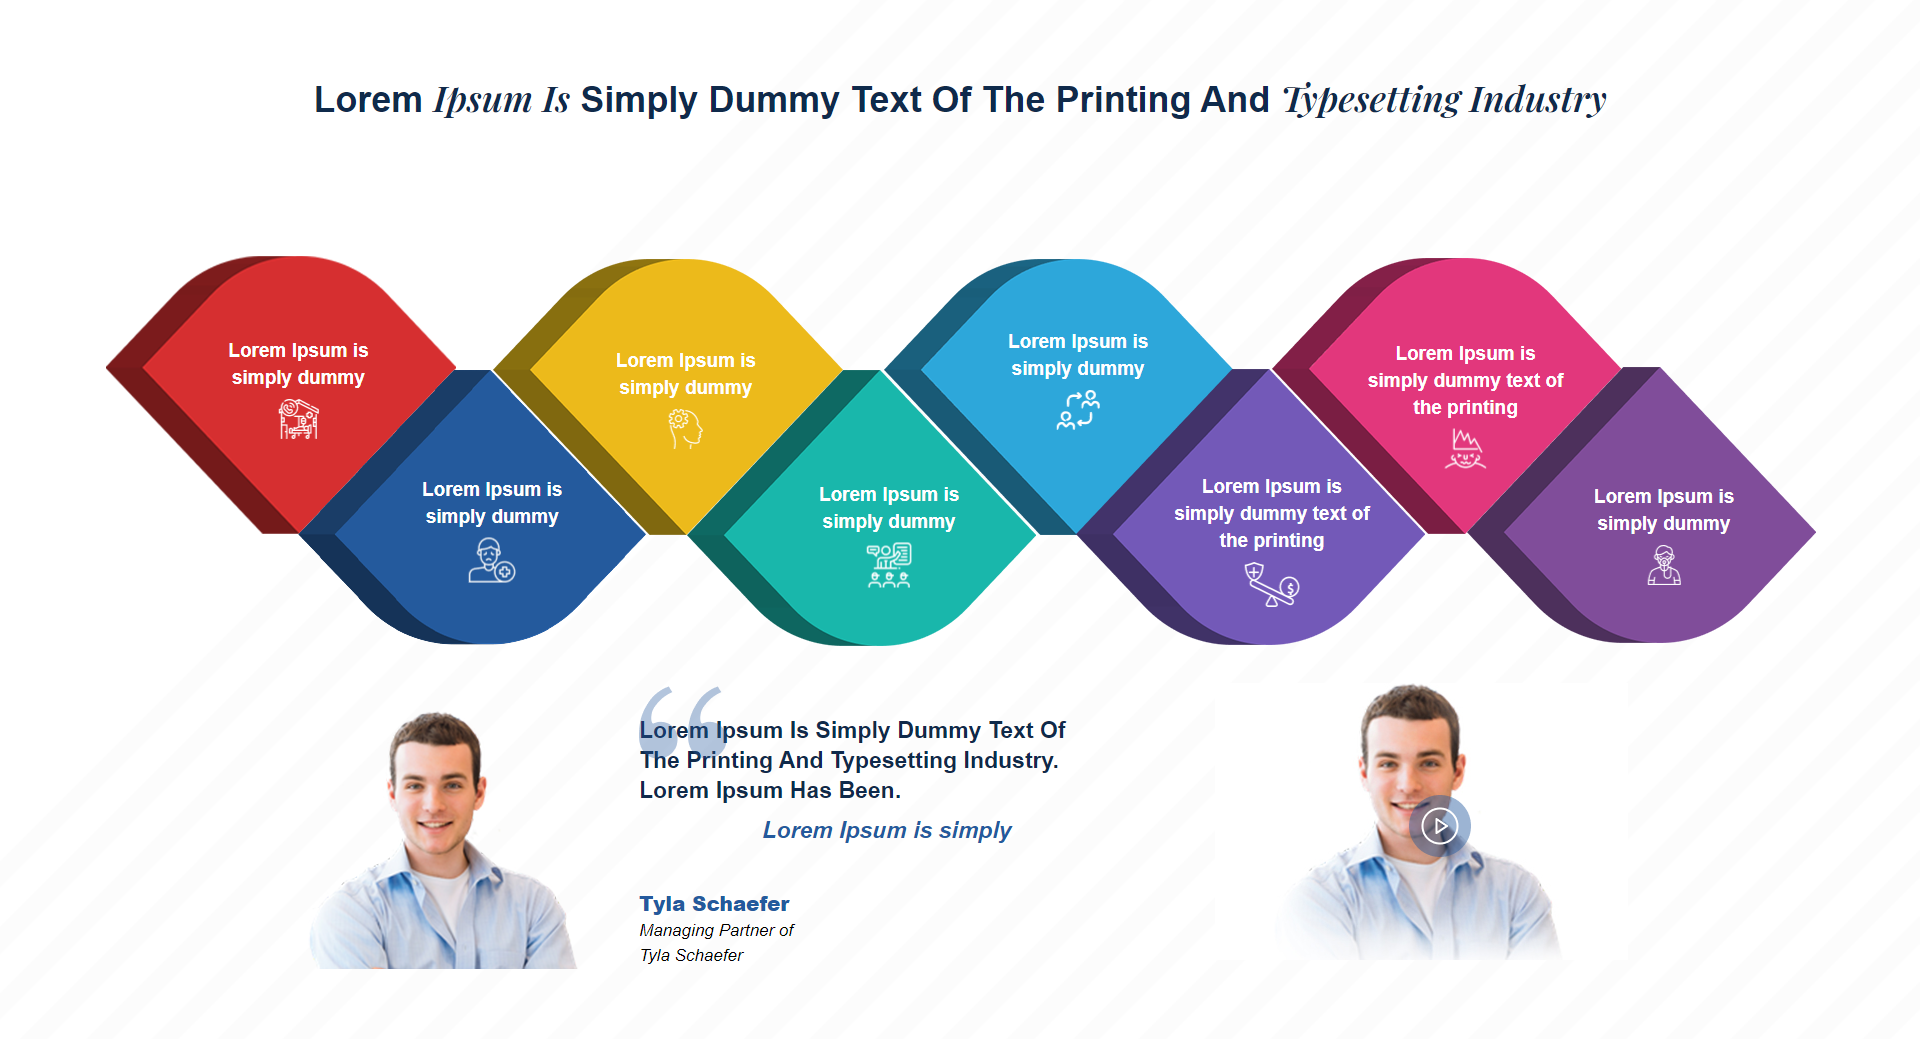 Lorem Ipsum Is Simply Dummy Text Of The Printing And Typesetting Industry
Lorem Ipsum is
simply dummy
Lorem Ipsum is
simply dummy
Lorem Ipsum is
simply dummy
Lorem Ipsum is
simply dummy
Lorem Ipsum is
simply dummy
Lorem Ipsum is
simply dummy text of
the printing
Lorem Ipsum is
simply dummy text of
the printing
Lorem Ipsum is
simply dummy
“
Lorem Ipsum Is Simply Dummy Text Of
The Printing And Typesetting Industry.
Lorem Ipsum Has Been.
Lorem Ipsum is simply
Tyla Schaefer
Managing Partner of
Tyla Schaefer